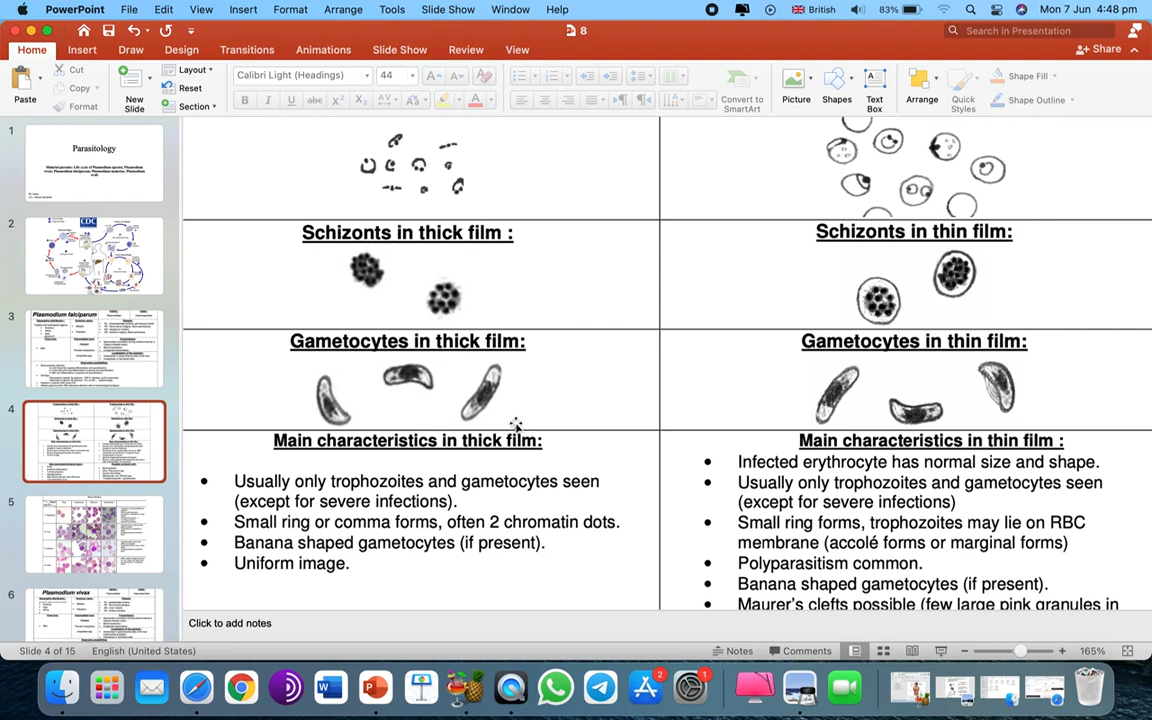 PowerPoint File Edit View Insert Format Arrange Tools Slide Show Window Help British 83% Mon 7 Jun 4:48 pm
8
Search in Presentation
Home Insert Draw Design Transitions Animations Slide Show Review View
Share
Paste
Cut
Copy
Format
New Slide
Layout
Reset
Section
Calibri Light (Headings) 44
Convert to SmartArt
Picture Shapes Text Box Arrange Quick Styles
Shape Fill
Shape Outline
1
Parasitology
2
CDC
3
Plasmodium falciparum
4
5
6
Plasmodium vivax
Schizonts in thick film :
Schizonts in thin film:
Gametocytes in thick film:
Gametocytes in thin film:
Main characteristics in thick film:
• Usually only trophozoites and gametocytes seen
(except for severe infections).
• Small ring or comma forms, often 2 chromatin dots.
• Banana shaped gametocytes (if present).
• Uniform image.
Main characteristics in thin film :
• Infected erythrocyte has normal size and shape.
• Usually only trophozoites and gametocytes seen
(except for severe infections)
• Small ring forms, trophozoites may lie on RBC
membrane (accolé forms or marginal forms)
• Polyparasitism common.
• Banana shaped gametocytes (if present).
• Maurer's clefts possible (few large pink granules in
Click to add notes
Slide 4 of 15 English (United States) Notes Comments 165%
2
1